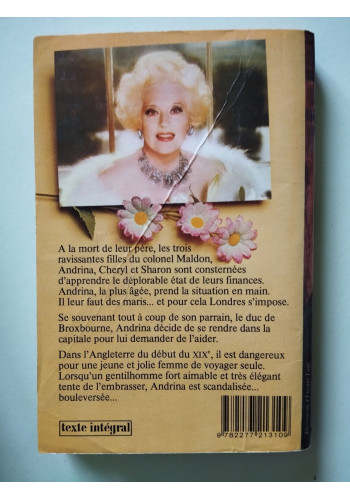 A la mort de leur père, les trois
ravissantes filles du colonel Maldon,
Andrina, Cheryl et Sharon sont consternées
d'apprendre le déplorable état de leurs finances.
Andrina, la plus âgée, prend la situation en main.
Il leur faut des maris... et pour cela Londres s'impose.
Se souvenant tout à coup de son parrain, le duc de
Broxbourne, Andrina décide de se rendre dans la
capitale pour lui demander de l'aider.
Dans l'Angleterre du début du XIXe, il est dangereux
pour une jeune et jolie femme de voyager seule.
Lorsqu'un gentilhomme fort aimable et très élégant
tente de l'embrasser, Andrina est scandalisée...
bouleversée...
texte intégral
9782277213109